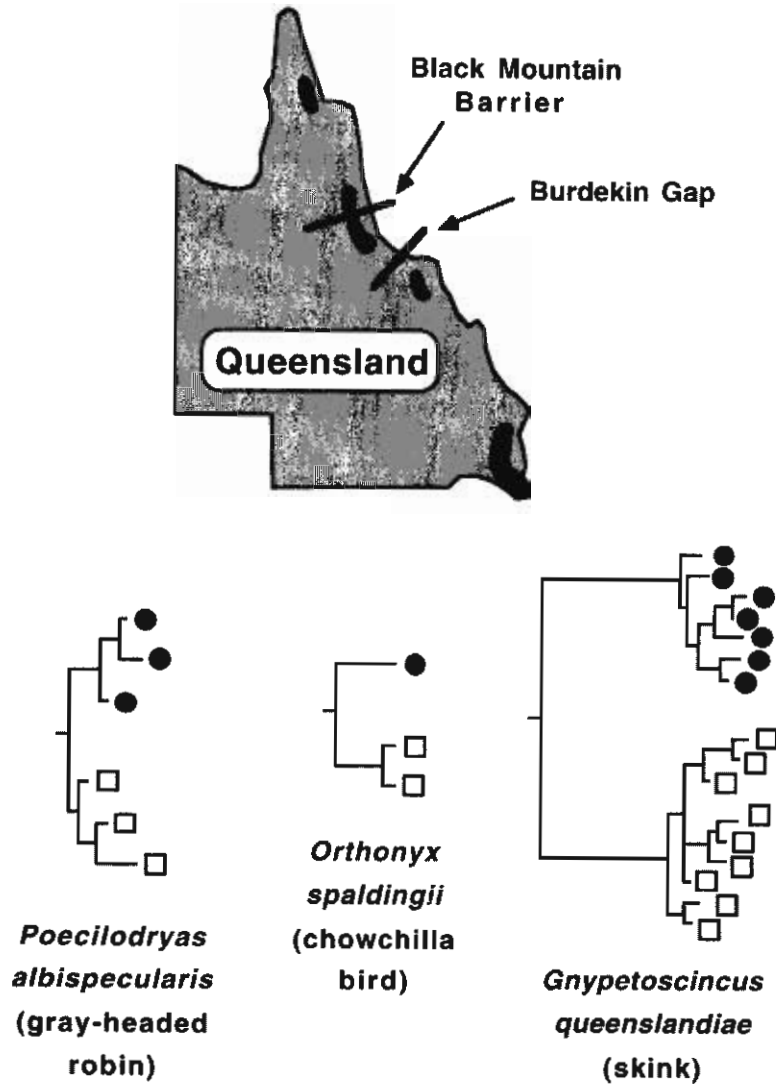 Black Mountain
Barrier
Burdekin Gap
Queensland
Poecilodryas
albispecularis
(gray-headed
robin)
Orthonyx
spaldingii
(chowchilla
bird)
Gnypetoscincus
queenslandiae
(skink)